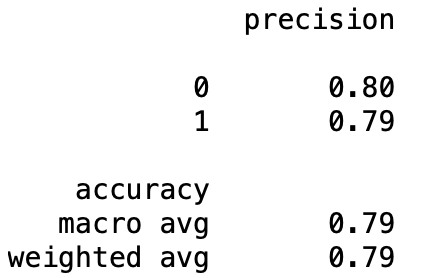 precision
0 0.80
1 0.79
accuracy
macro avg 0.79
weighted avg 0.79